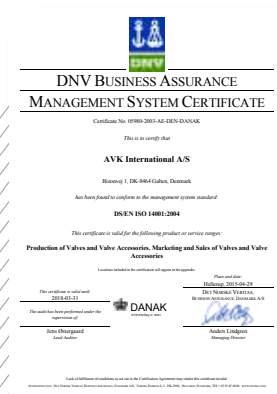 DNV
DNV BUSINESS ASSURANCE
MANAGEMENT SYSTEM CERTIFICATE
Certificate No. 05980-2003-AE-DEN-DANAK
This is to certify that
AVK International A/S
Bizonvej 1, DK-8464 Galten, Denmark
has been found to conform to the management system standard:
DS/EN ISO 14001:2004
This certificate is valid for the following product or service ranges:
Production of Valves and Valve Accessories. Marketing and Sales of Valves and Valve
Accessories
Locations included in the certification will appear in the appendix.
Place and date:
Hellerup, 2015-04-29
This certificate is valid until:
2018-03-31
DET NORSKE VERITAS,
BUSINESS ASSURANCE, DANMARK A/S
The audit has been performed under the
supervision of:
DANAK
Jens Østergaard
Lead Auditor
Anders Lindgren
Managing Director
Lack of fulfilment of conditions as set out in the Certification Agreement may render this certificate invalid.